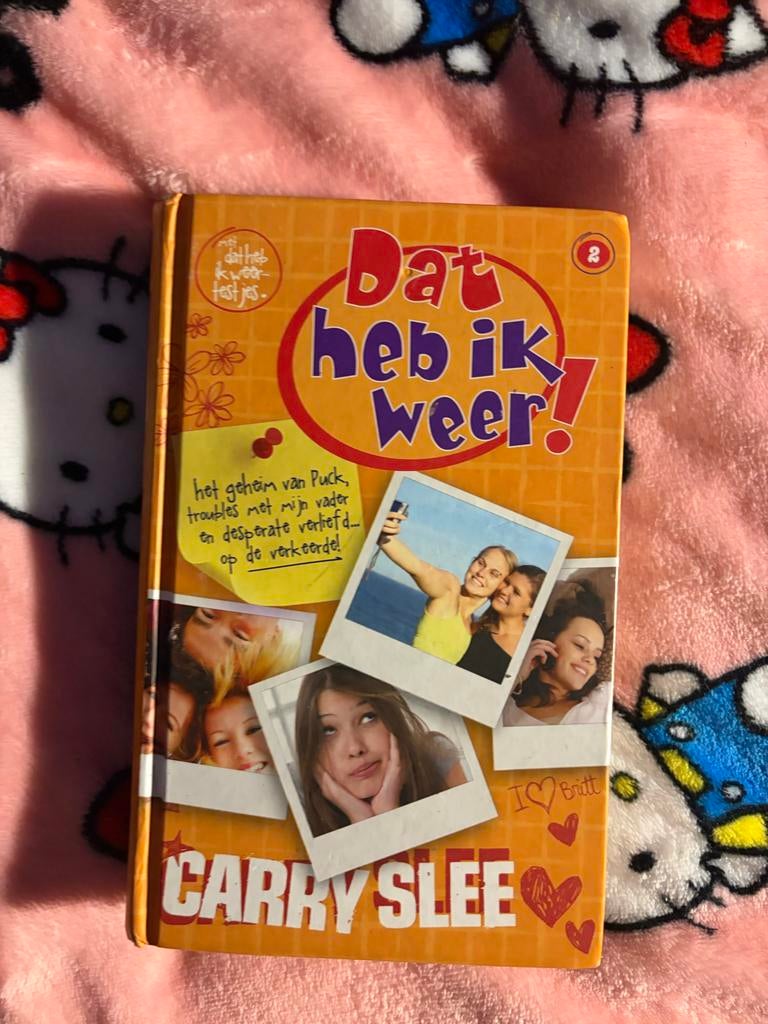 met
dat heb
ik weer-
testjes.
2
Dat
heb ik
weer!
het geheim van Puck,
troubles met mijn vader
en desperate verliefd...
op de verkeerde!
I ♡ Britt
CARRY SLEE